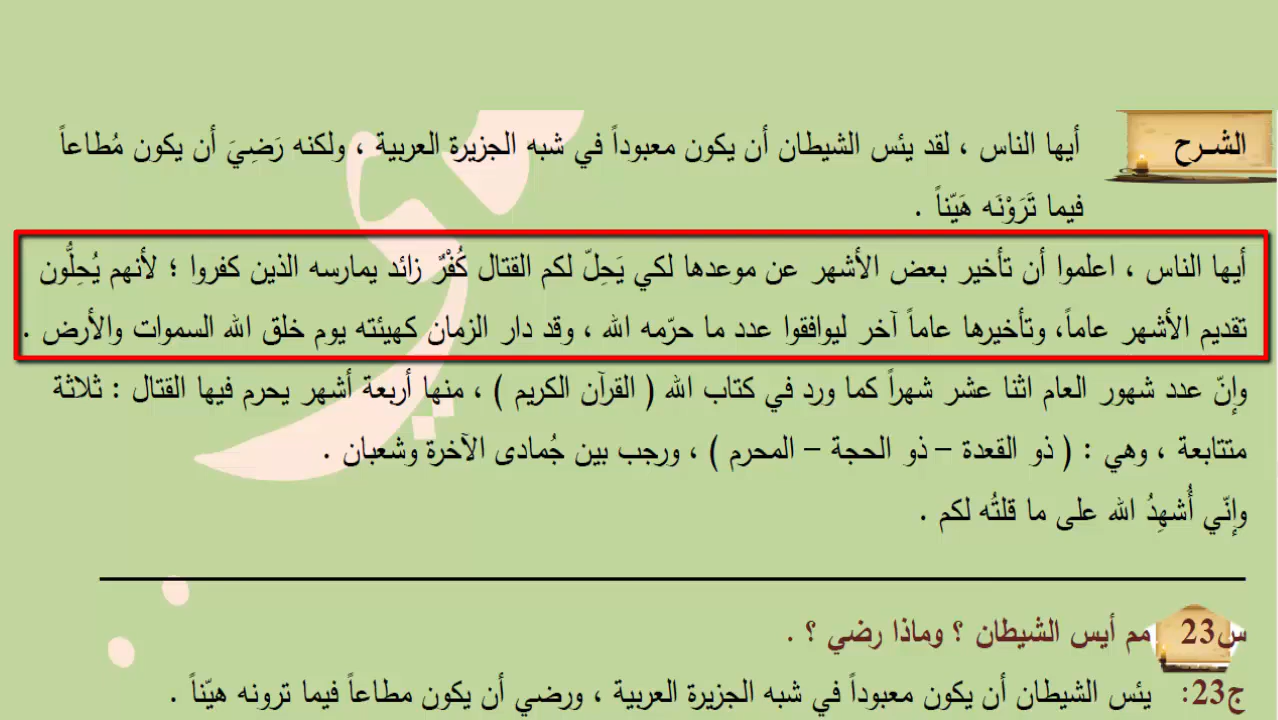 الشـرح
أيها الناس ، لقد يئس الشيطان أن يكون معبوداً في شبه الجزيرة العربية ، ولكنه رَضِيَ أن يكون مُطاعاً
فيما تَرَوْنَه هَيّناً .
أيها الناس ، اعلموا أن تأخير بعض الأشهر عن موعدها لكي يَحِلّ لكم القتال كُفْرٌ زائد يمارسه الذين كفروا ؛ لأنهم يُحِلُّون
تقديم الأشهر عاماً، وتأخيرها عاماً آخر ليوافقوا عدد ما حرّمه الله ، وقد دار الزمان كهيئته يوم خلق الله السموات والأرض .
وإنّ عدد شهور العام اثنا عشر شهراً كما ورد في كتاب الله ( القرآن الكريم ) ، منها أربعة أشهر يحرم فيها القتال : ثلاثة
متتابعة ، وهي : ( ذو القعدة – ذو الحجة – المحرم ) ، ورجب بين جُمادى الآخرة وشعبان .
وإنّي أُشهِدُ الله على ما قلتُه لكم .
س23 مم أيس الشيطان ؟ وماذا رضي ؟ .
ج23: يئس الشيطان أن يكون معبوداً في شبه الجزيرة العربية ، ورضي أن يكون مطاعاً فيما ترونه هيّناً .